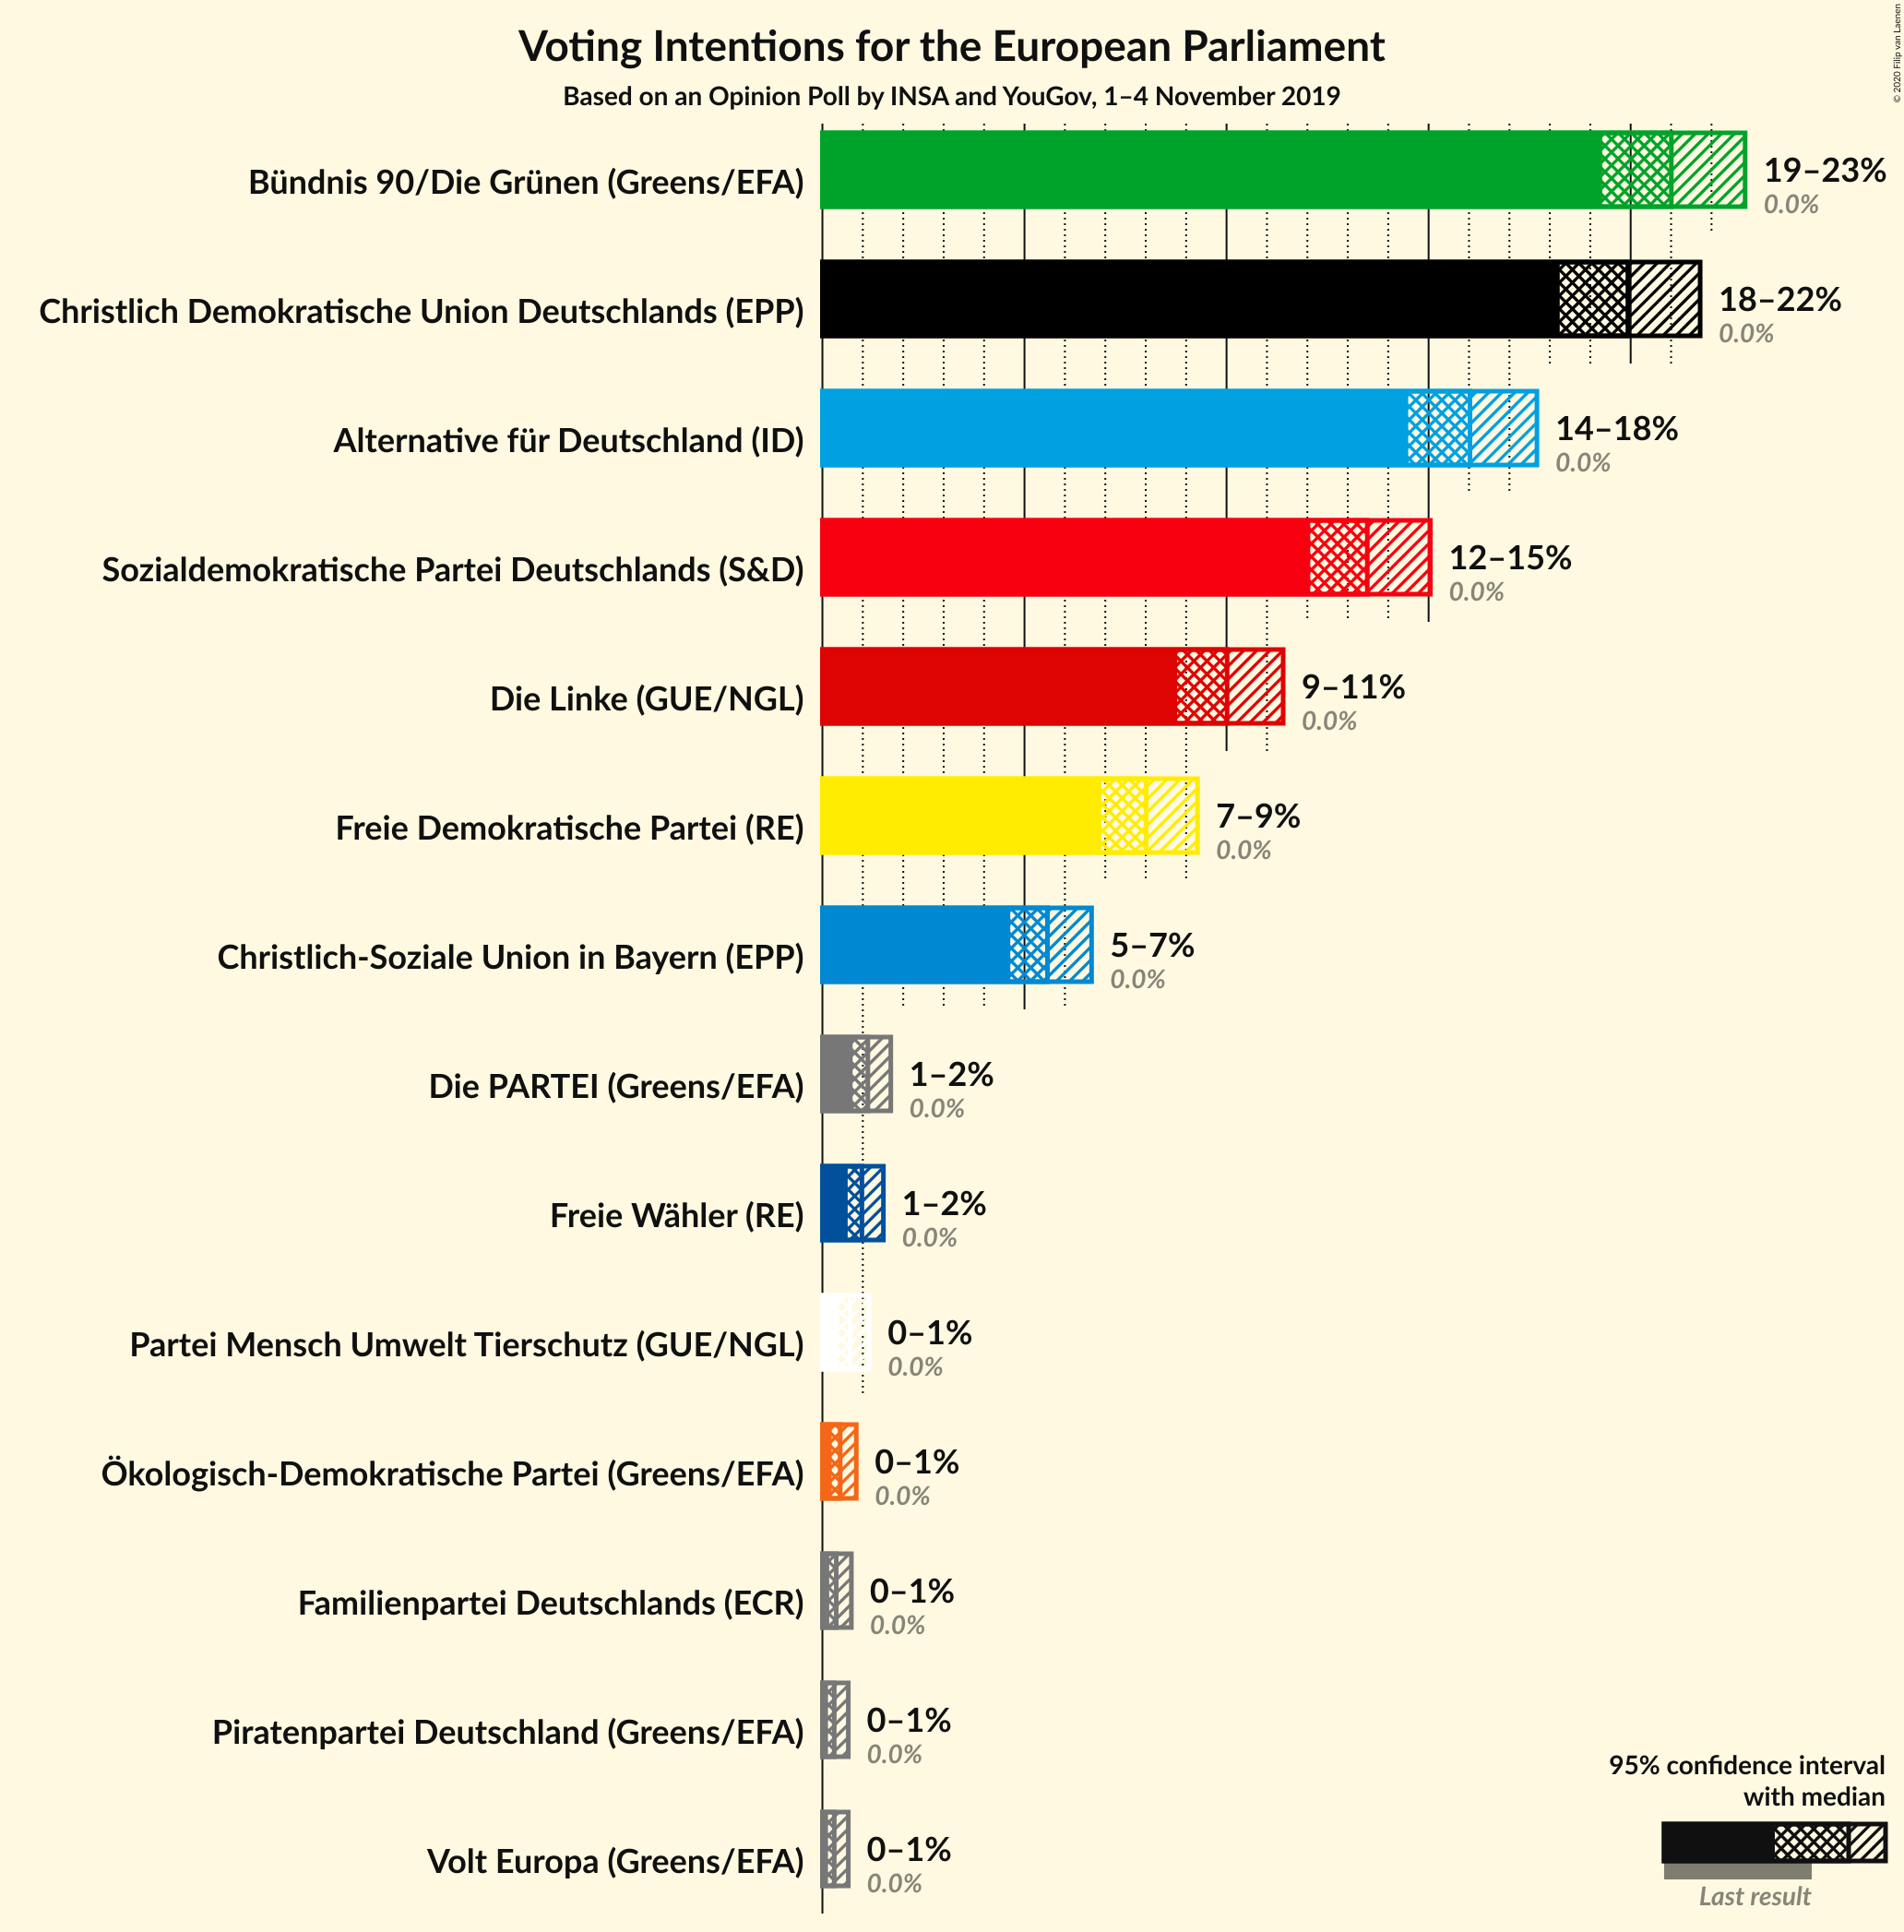 Voting Intentions for the European Parliament
Based on an Opinion Poll by INSA and YouGov, 1–4 November 2019
© 2020 Filip van Laenen
Bündnis 90/Die Grünen (Greens/EFA)
19–23%
0.0%
Christlich Demokratische Union Deutschlands (EPP)
18–22%
0.0%
Alternative für Deutschland (ID)
14–18%
0.0%
Sozialdemokratische Partei Deutschlands (S&D)
12–15%
0.0%
Die Linke (GUE/NGL)
9–11%
0.0%
Freie Demokratische Partei (RE)
7–9%
0.0%
Christlich-Soziale Union in Bayern (EPP)
5–7%
0.0%
Die PARTEI (Greens/EFA)
1–2%
0.0%
Freie Wähler (RE)
1–2%
0.0%
Partei Mensch Umwelt Tierschutz (GUE/NGL)
0–1%
0.0%
Ökologisch-Demokratische Partei (Greens/EFA)
0–1%
0.0%
Familienpartei Deutschlands (ECR)
0–1%
0.0%
Piratenpartei Deutschland (Greens/EFA)
0–1%
0.0%
Volt Europa (Greens/EFA)
0–1%
0.0%
95% confidence interval
with median
Last result